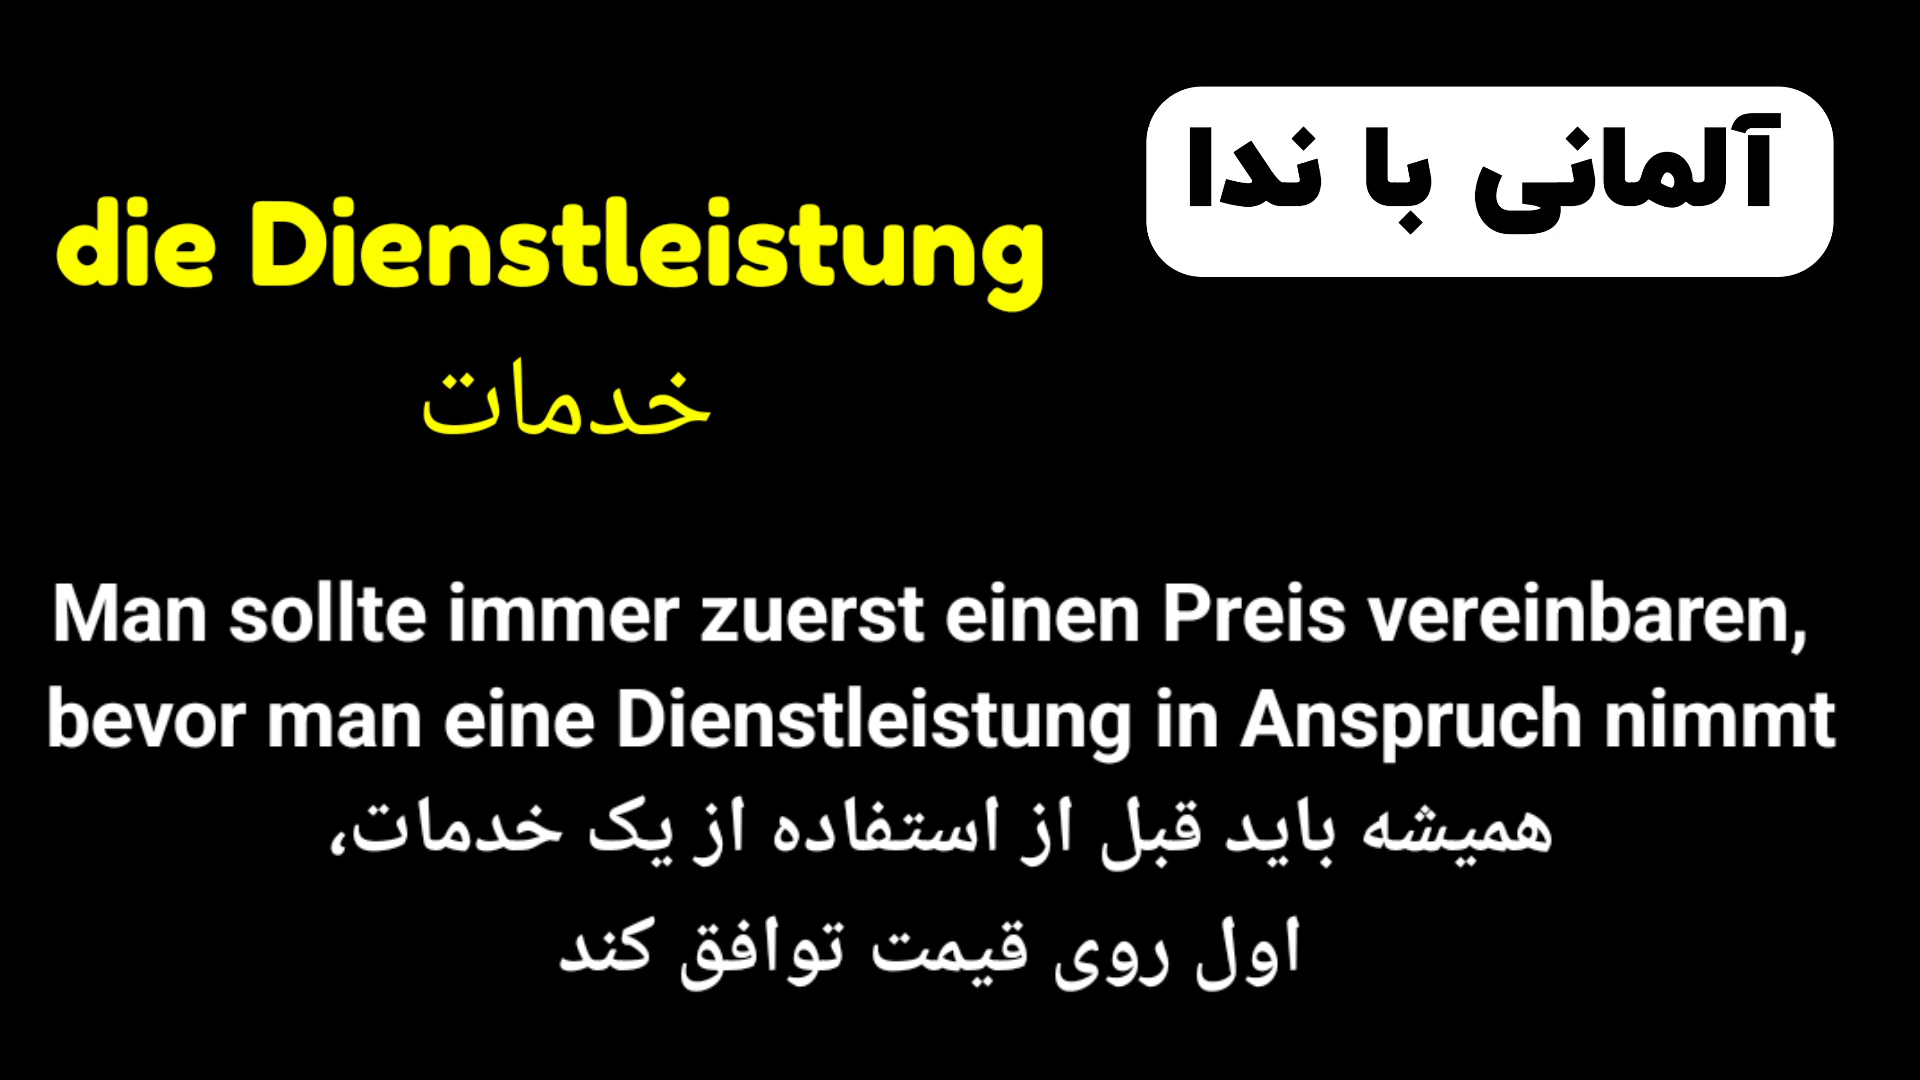 آلمانی با ندا
die Dienstleistung
خدمات
Man sollte immer zuerst einen Preis vereinbaren,
bevor man eine Dienstleistung in Anspruch nimmt
همیشه باید قبل از استفاده از یک خدمات،
اول روی قیمت توافق کند